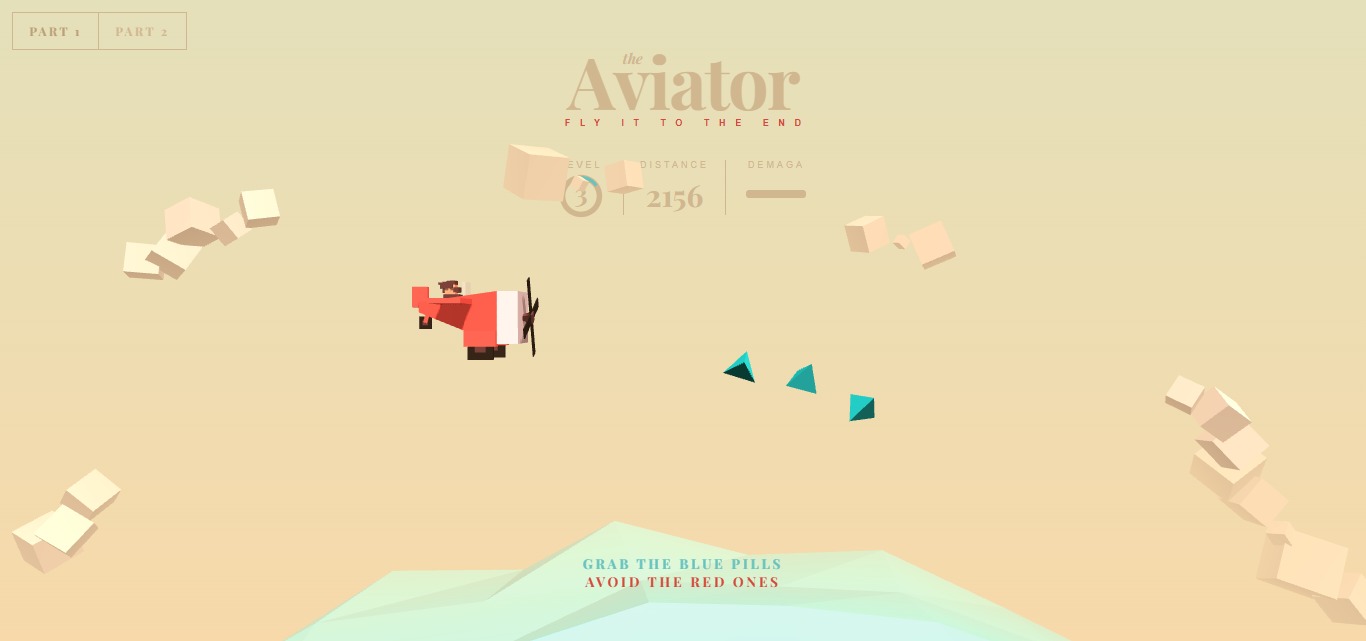 PART 1 PART 2
the
Aviator
FLY IT TO THE END
EVEL DISTANCE DEMAGA
3 2156
GRAB THE BLUE PILLS
AVOID THE RED ONES